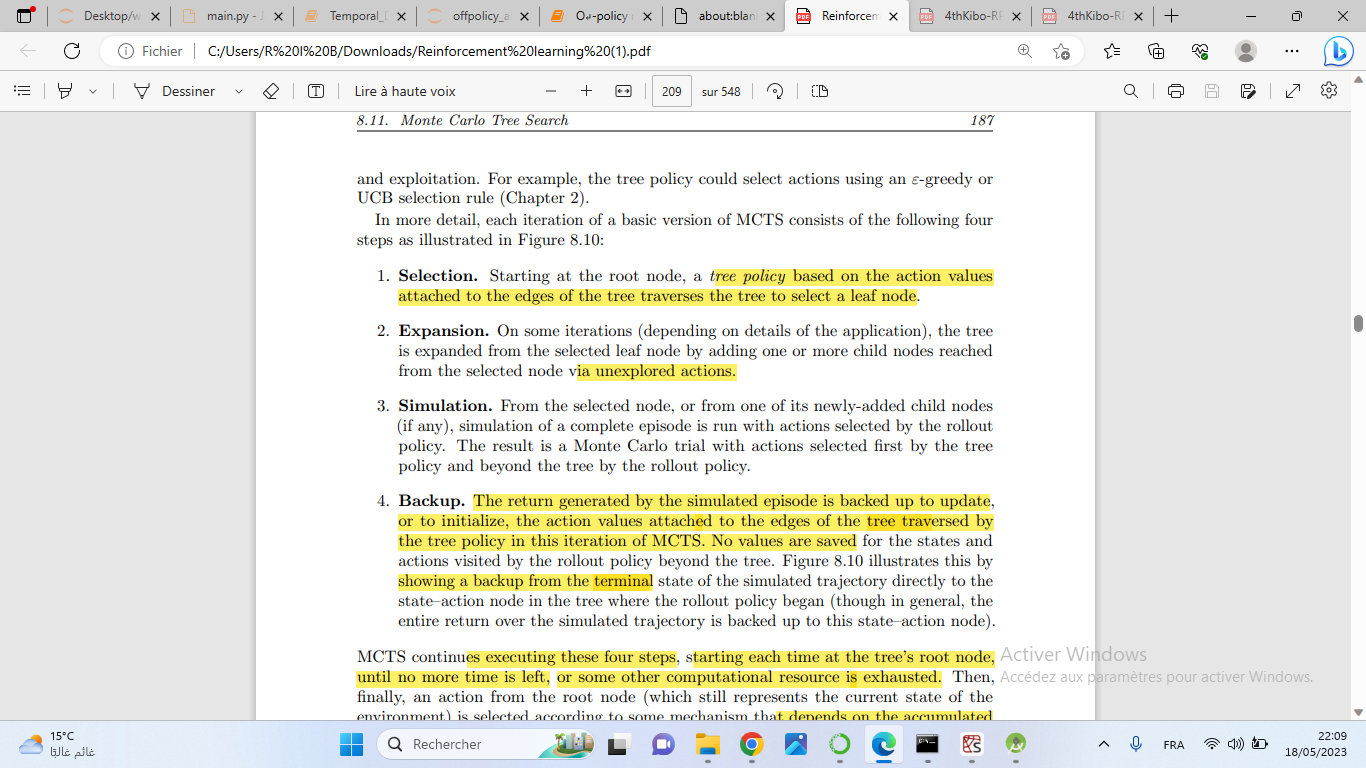 Desktop/w
main.py - J
Temporal_D
offpolicy_a
Off-policy
about:blan
Reinforcem
4thKibo-RP
4thKibo-RP
Fichier
C:/Users/R%20I%20B/Downloads/Reinforcement%20learning%20(1).pdf
Dessiner
Lire à haute voix
209
sur 548
8.11. Monte Carlo Tree Search
187
and exploitation. For example, the tree policy could select actions using an ε-greedy or
UCB selection rule (Chapter 2).
In more detail, each iteration of a basic version of MCTS consists of the following four
steps as illustrated in Figure 8.10:
1. Selection. Starting at the root node, a tree policy based on the action values
attached to the edges of the tree traverses the tree to select a leaf node.
2. Expansion. On some iterations (depending on details of the application), the tree
is expanded from the selected leaf node by adding one or more child nodes reached
from the selected node via unexplored actions.
3. Simulation. From the selected node, or from one of its newly-added child nodes
(if any), simulation of a complete episode is run with actions selected by the rollout
policy. The result is a Monte Carlo trial with actions selected first by the tree
policy and beyond the tree by the rollout policy.
4. Backup. The return generated by the simulated episode is backed up to update,
or to initialize, the action values attached to the edges of the tree traversed by
the tree policy in this iteration of MCTS. No values are saved for the states and
actions visited by the rollout policy beyond the tree. Figure 8.10 illustrates this by
showing a backup from the terminal state of the simulated trajectory directly to the
state–action node in the tree where the rollout policy began (though in general, the
entire return over the simulated trajectory is backed up to this state–action node).
MCTS continues executing these four steps, starting each time at the tree's root node,
until no more time is left, or some other computational resource is exhausted. Then,
finally, an action from the root node (which still represents the current state of the
environment) is selected according to some mechanism that depends on the accumulated
Activer Windows
Accédez aux paramètres pour activer Windows.
15°C
غائم غالبًا
Rechercher
FRA
22:09
18/05/2023